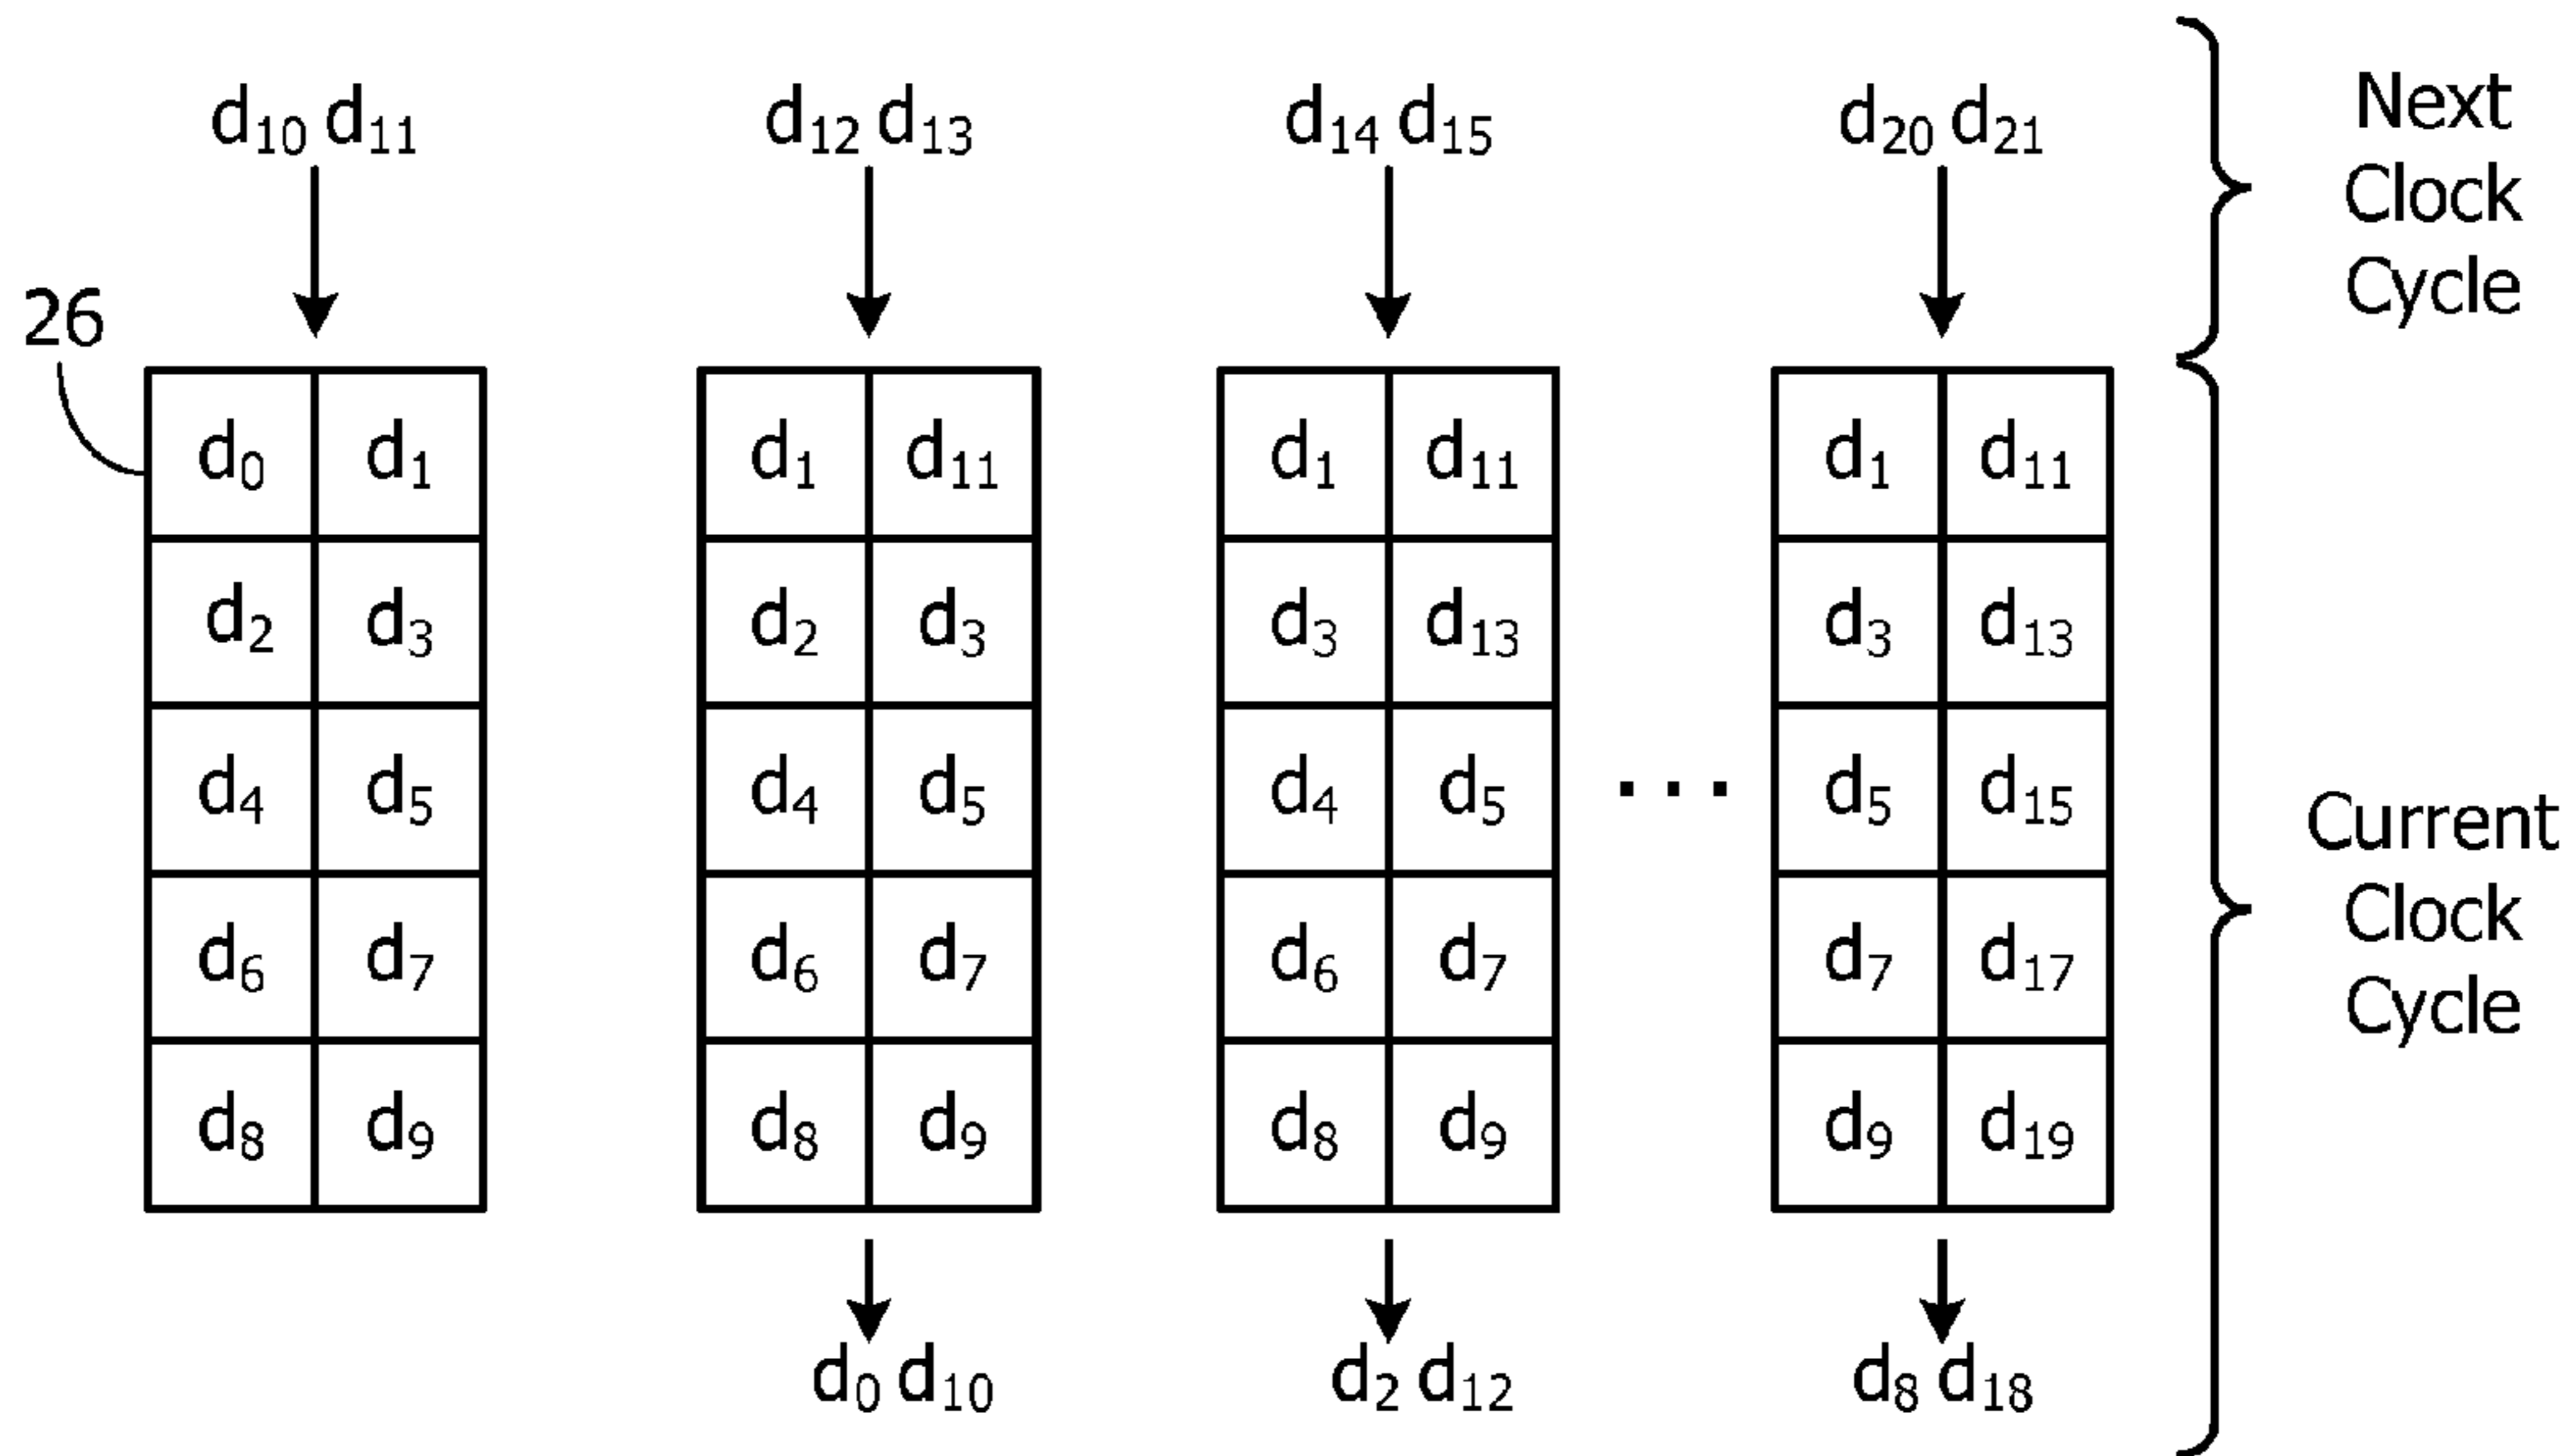 d10 d11 d12 d13 d14 d15 d20 d21
Next
Clock
Cycle
26
d0 d1 d1 d11 d1 d11 d1 d11
d2 d3 d2 d3 d3 d13 d3 d13
d4 d5 d4 d5 d4 d5 ... d5 d15
d6 d7 d6 d7 d6 d7 d7 d17
d8 d9 d8 d9 d8 d9 d9 d19
Current
Clock
Cycle
d0 d10 d2 d12 d8 d18